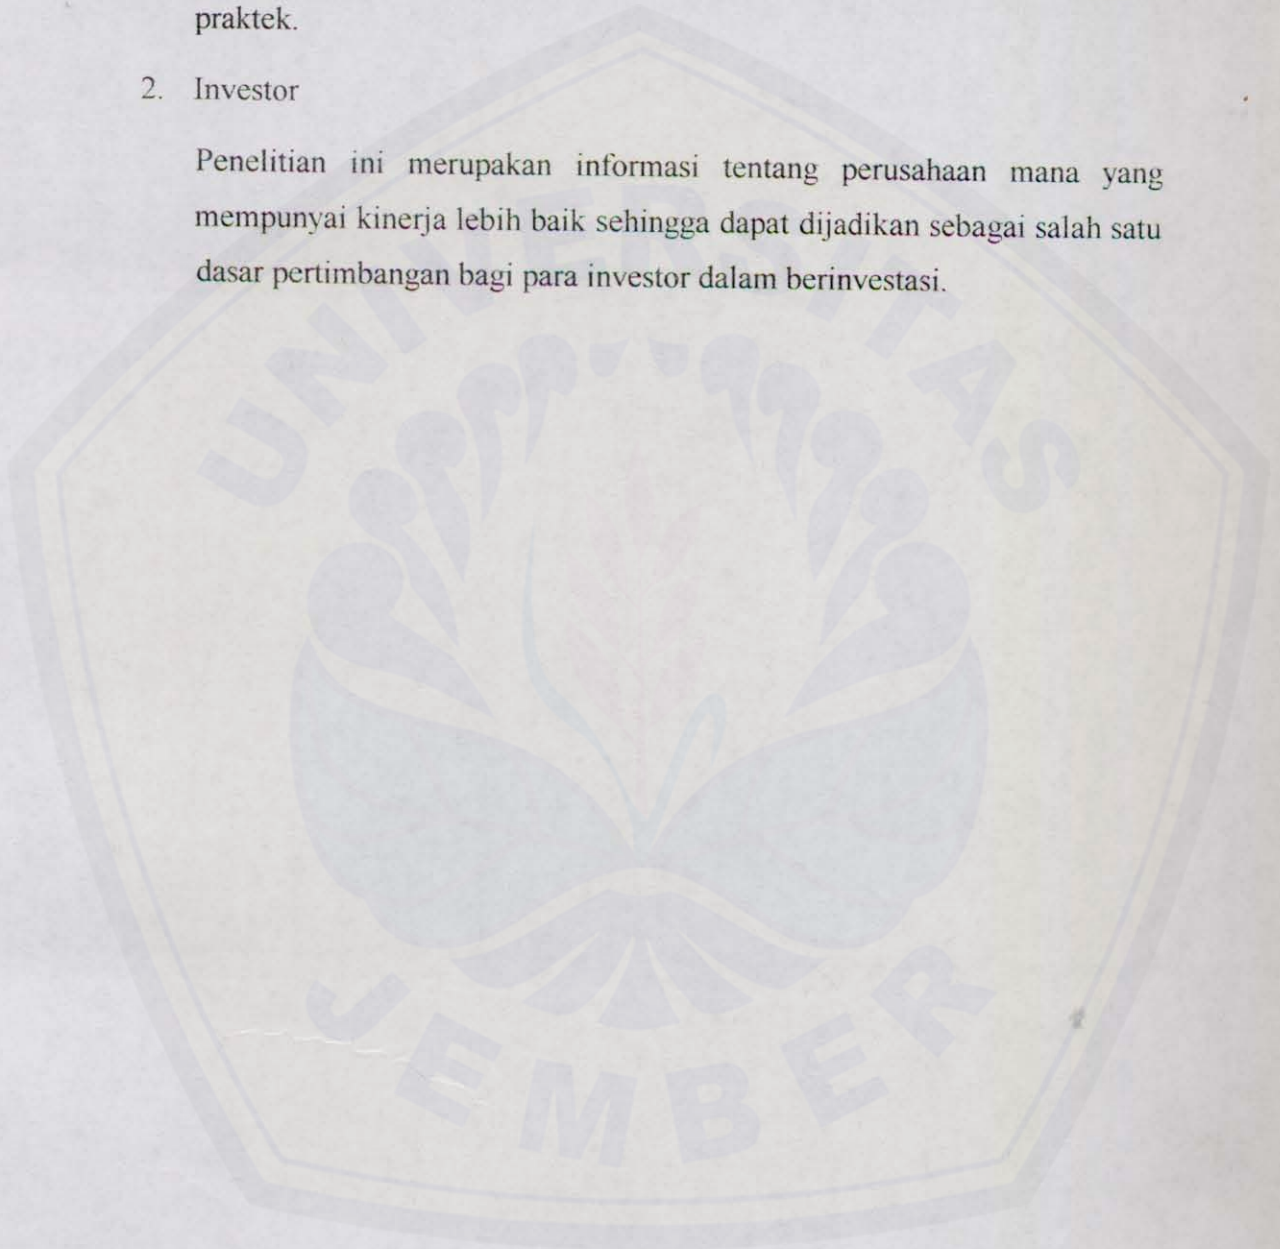 praktek.
2. Investor
Penelitian ini merupakan informasi tentang perusahaan mana yang
mempunyai kinerja lebih baik sehingga dapat dijadikan sebagai salah satu
dasar pertimbangan bagi para investor dalam berinvestasi.
UNIVERSITAS
JEMBER